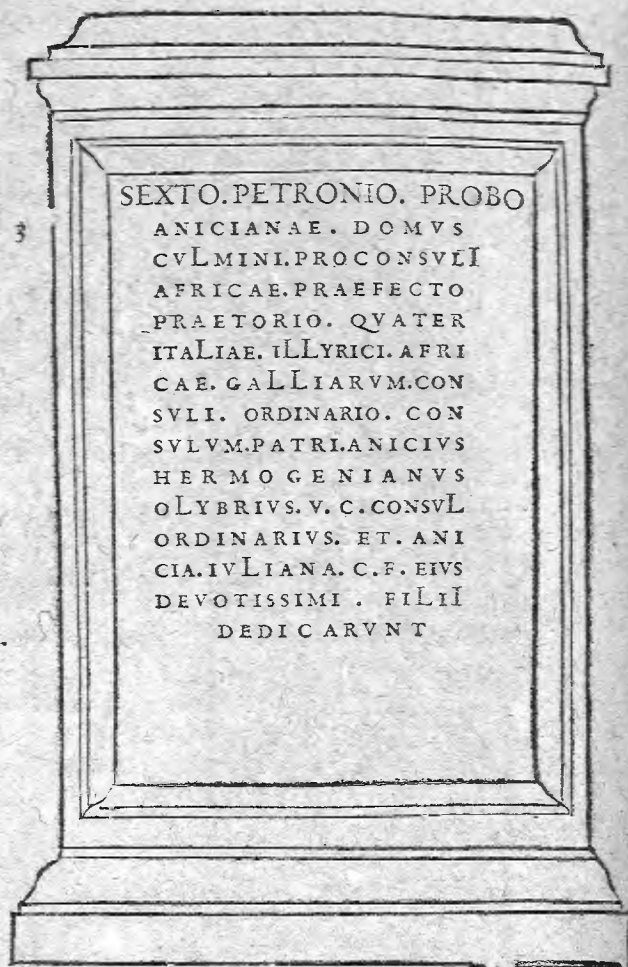 3
SEXTO.PETRONIO. PROBO
ANICIANAE. DOMVS
CVLMINI.PROCONSVLI
AFRICAE.PRAEFECTO
PRAETORIO. QVATER
ITALIAE. ILLYRICI. AFRI
CAE. GALLIARVM.CON
SVLI. ORDINARIO. CON
SVLVM.PATRI.ANICIVS
HERMOGENIANVS
OLYBRIVS. V. C. CONSVL
ORDINARIVS. ET. ANI
CIA. IVLIANA. C. F. EIVS
DEVOTISSIMI . FILII
DEDICARVNT